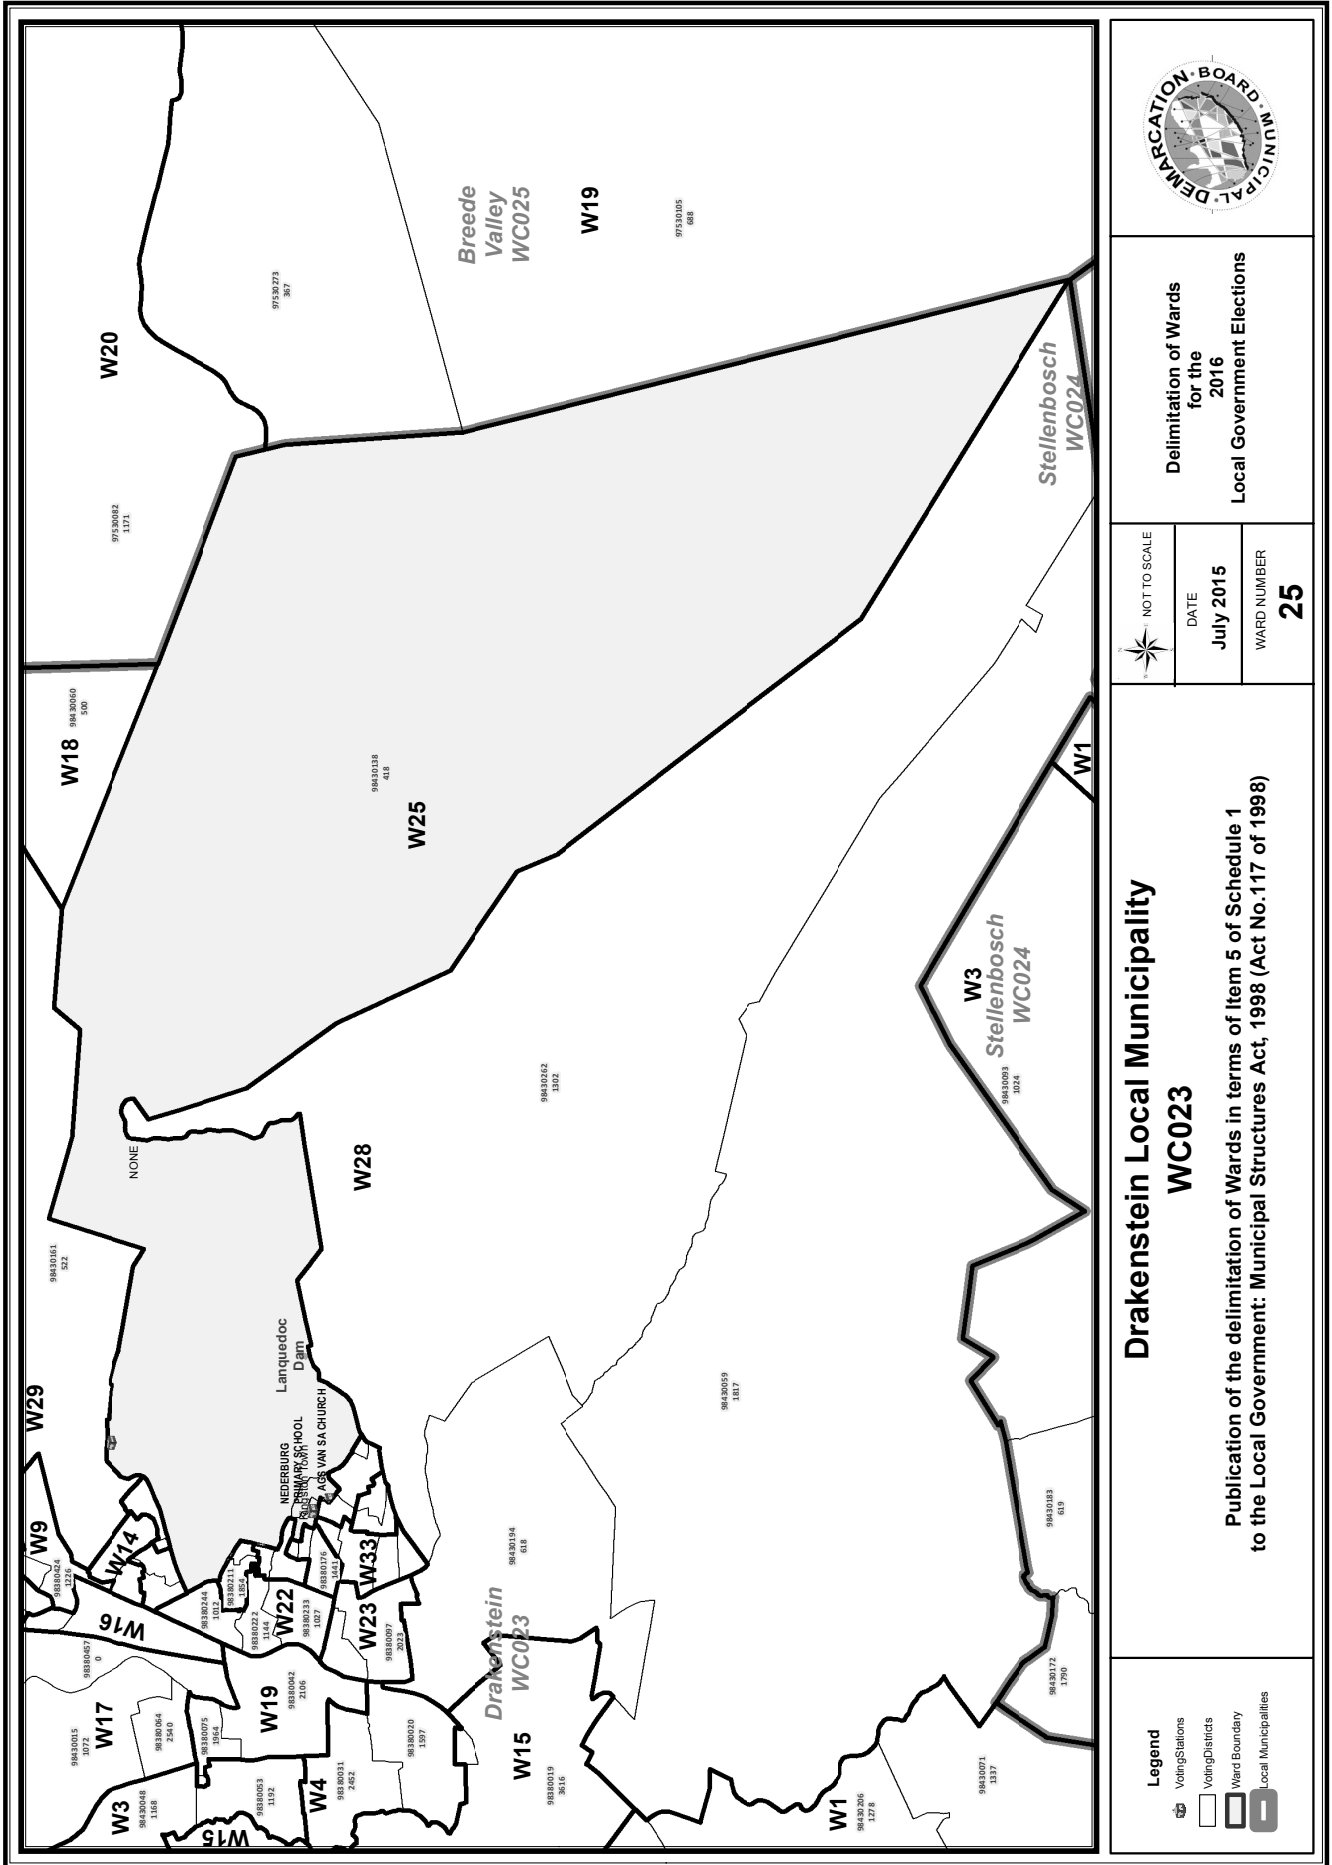 W20
97530273
367
Breede
Valley
WC025
W19
97530105
688
97530082
1171
Stellenbosch
WC024
W18
98430060
500
98430138
418
W25
W1
W3
Stellenbosch
WC024
98430093
1024
98430262
1302
NONE
W28
98430161
522
Lanquedoc
Dam
W29
NEDERBURG
PRIMARY SCHOOL
AGS VAN SA CHURCH
98430059
1817
W9
98380424
1226
W14
W16
98380244
1012
98380211
1854
98380222
1144
W22
98380233
1027
98380176
1441
W33
W23
98380097
2023
98430194
618
Drakenstein
WC023
98430183
619
98430172
1790
98380457
0
W17
98430015
1072
98380064
2540
98380075
1964
W19
98380042
2106
98380020
1597
W15
98380019
3616
W3
98430048
1168
W15
98380053
1192
W4
98380031
2452
W1
98430206
1278
98430071
1337
MUNICIPAL • DEMARCATION • BOARD •
Delimitation of Wards
for the
2016
Local Government Elections
N
E
S
W
NOT TO SCALE
DATE
July 2015
WARD NUMBER
25
Drakenstein Local Municipality
WC023
Publication of the delimitation of Wards in terms of Item 5 of Schedule 1
to the Local Government: Municipal Structures Act, 1998 (Act No.117 of 1998)
Legend
VotingStations
VotingDistricts
Ward Boundary
Local Municipalities